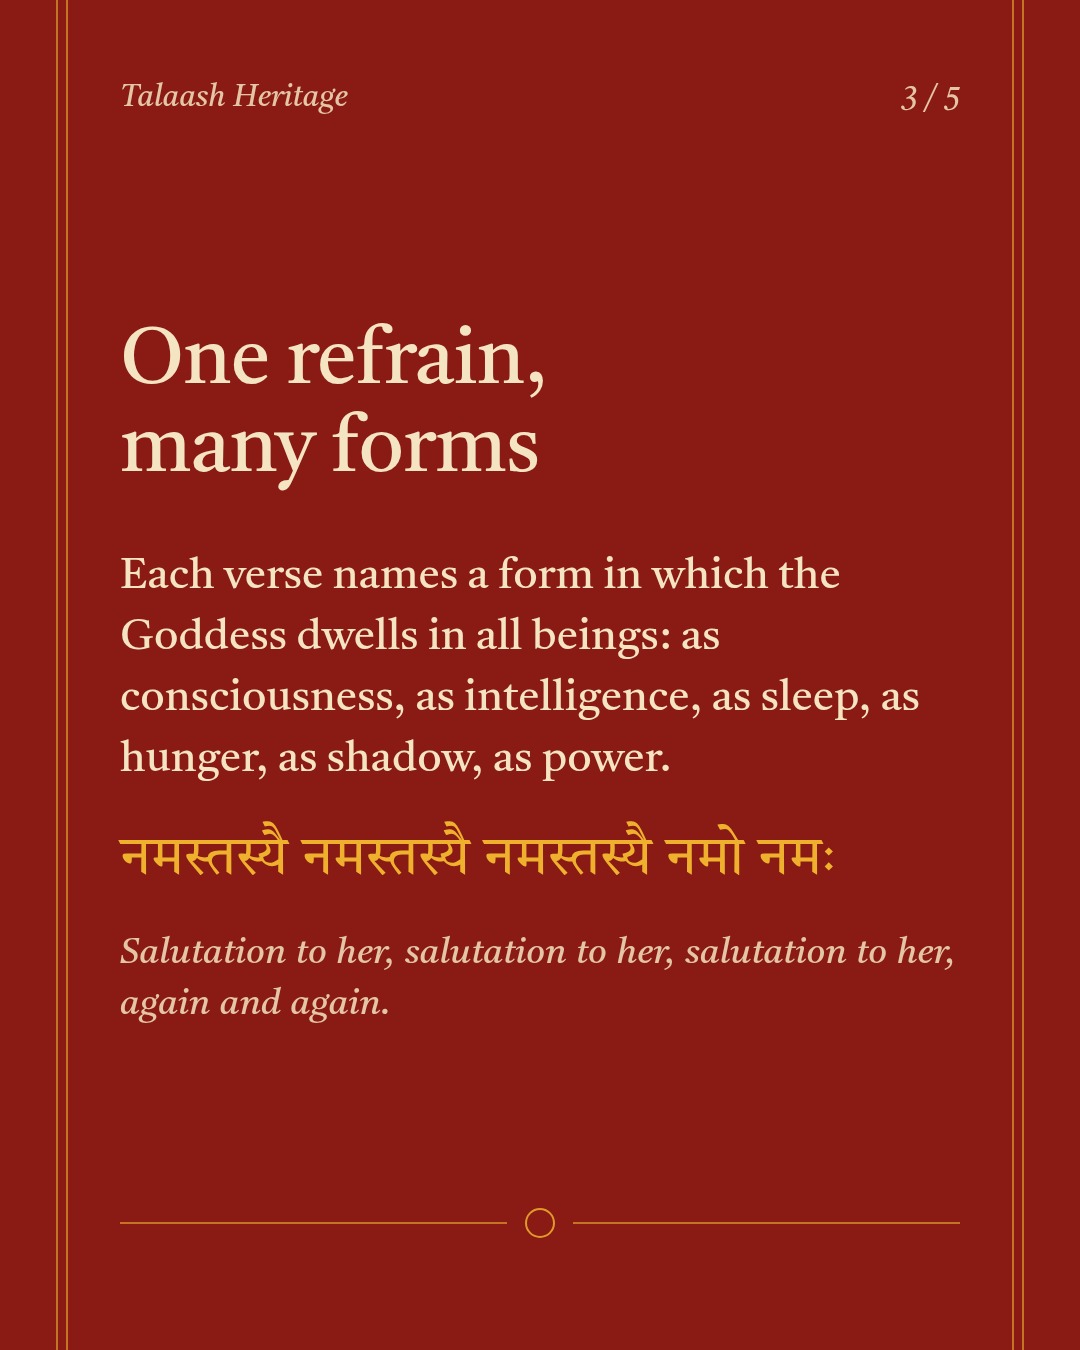 Talaash Heritage
3 / 5
One refrain,
many forms
Each verse names a form in which the
Goddess dwells in all beings: as
consciousness, as intelligence, as sleep, as
hunger, as shadow, as power.
नमस्तस्यै नमस्तस्यै नमस्तस्यै नमो नमः
Salutation to her, salutation to her, salutation to her,
again and again.